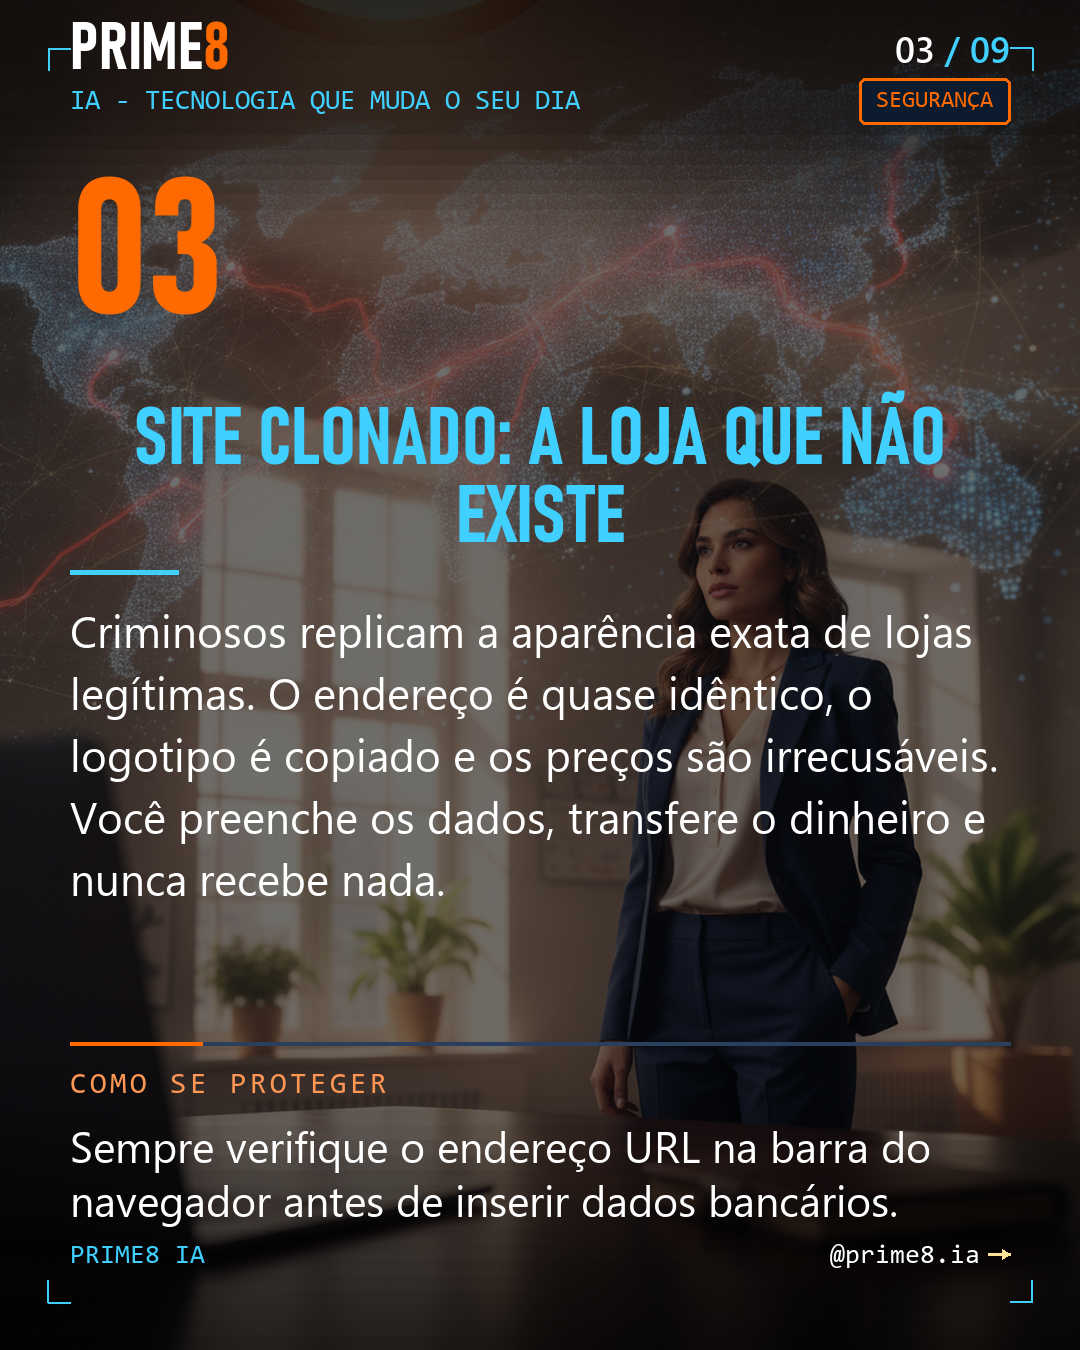 PRIME8
03 / 09
IA - TECNOLOGIA QUE MUDA O SEU DIA
SEGURANÇA
03
SITE CLONADO: A LOJA QUE NÃO
EXISTE
Criminosos replicam a aparência exata de lojas
legítimas. O endereço é quase idêntico, o
logotipo é copiado e os preços são irrecusáveis.
Você preenche os dados, transfere o dinheiro e
nunca recebe nada.
COMO SE PROTEGER
Sempre verifique o endereço URL na barra do
navegador antes de inserir dados bancários.
PRIME8 IA
@prime8.ia →